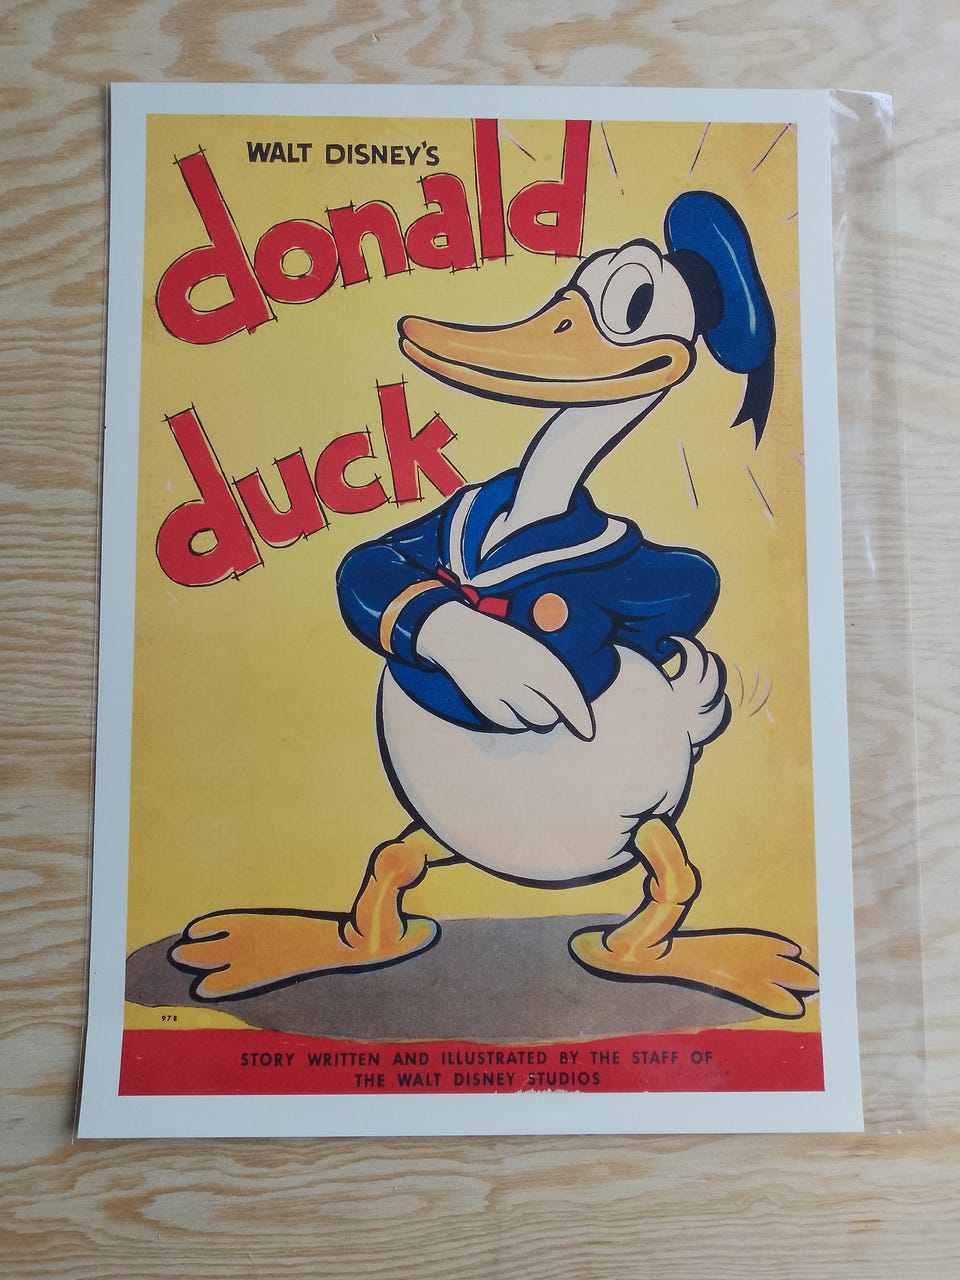 WALT DISNEY'S
donald
duck
978
STORY WRITTEN AND ILLUSTRATED BY THE STAFF OF
THE WALT DISNEY STUDIOS